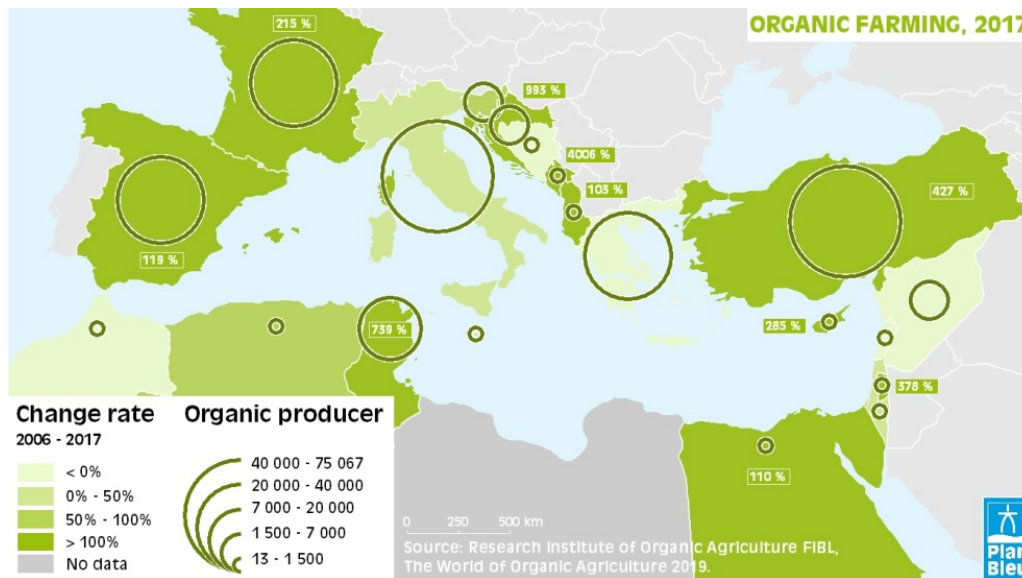 215 %
ORGANIC FARMING, 2017
993 %
4006 %
103 %
427 %
119 %
739 %
285 %
378 %
110 %
Change rate
2006 - 2017
< 0%
0% - 50%
50% - 100%
> 100%
No data
Organic producer
40 000 - 75 067
20 000 - 40 000
7 000 - 20 000
1 500 - 7 000
13 - 1 500
0 250 500 km
Source: Research Institute of Organic Agriculture FIBL,
The World of Organic Agriculture 2019.
Plan
Bleu